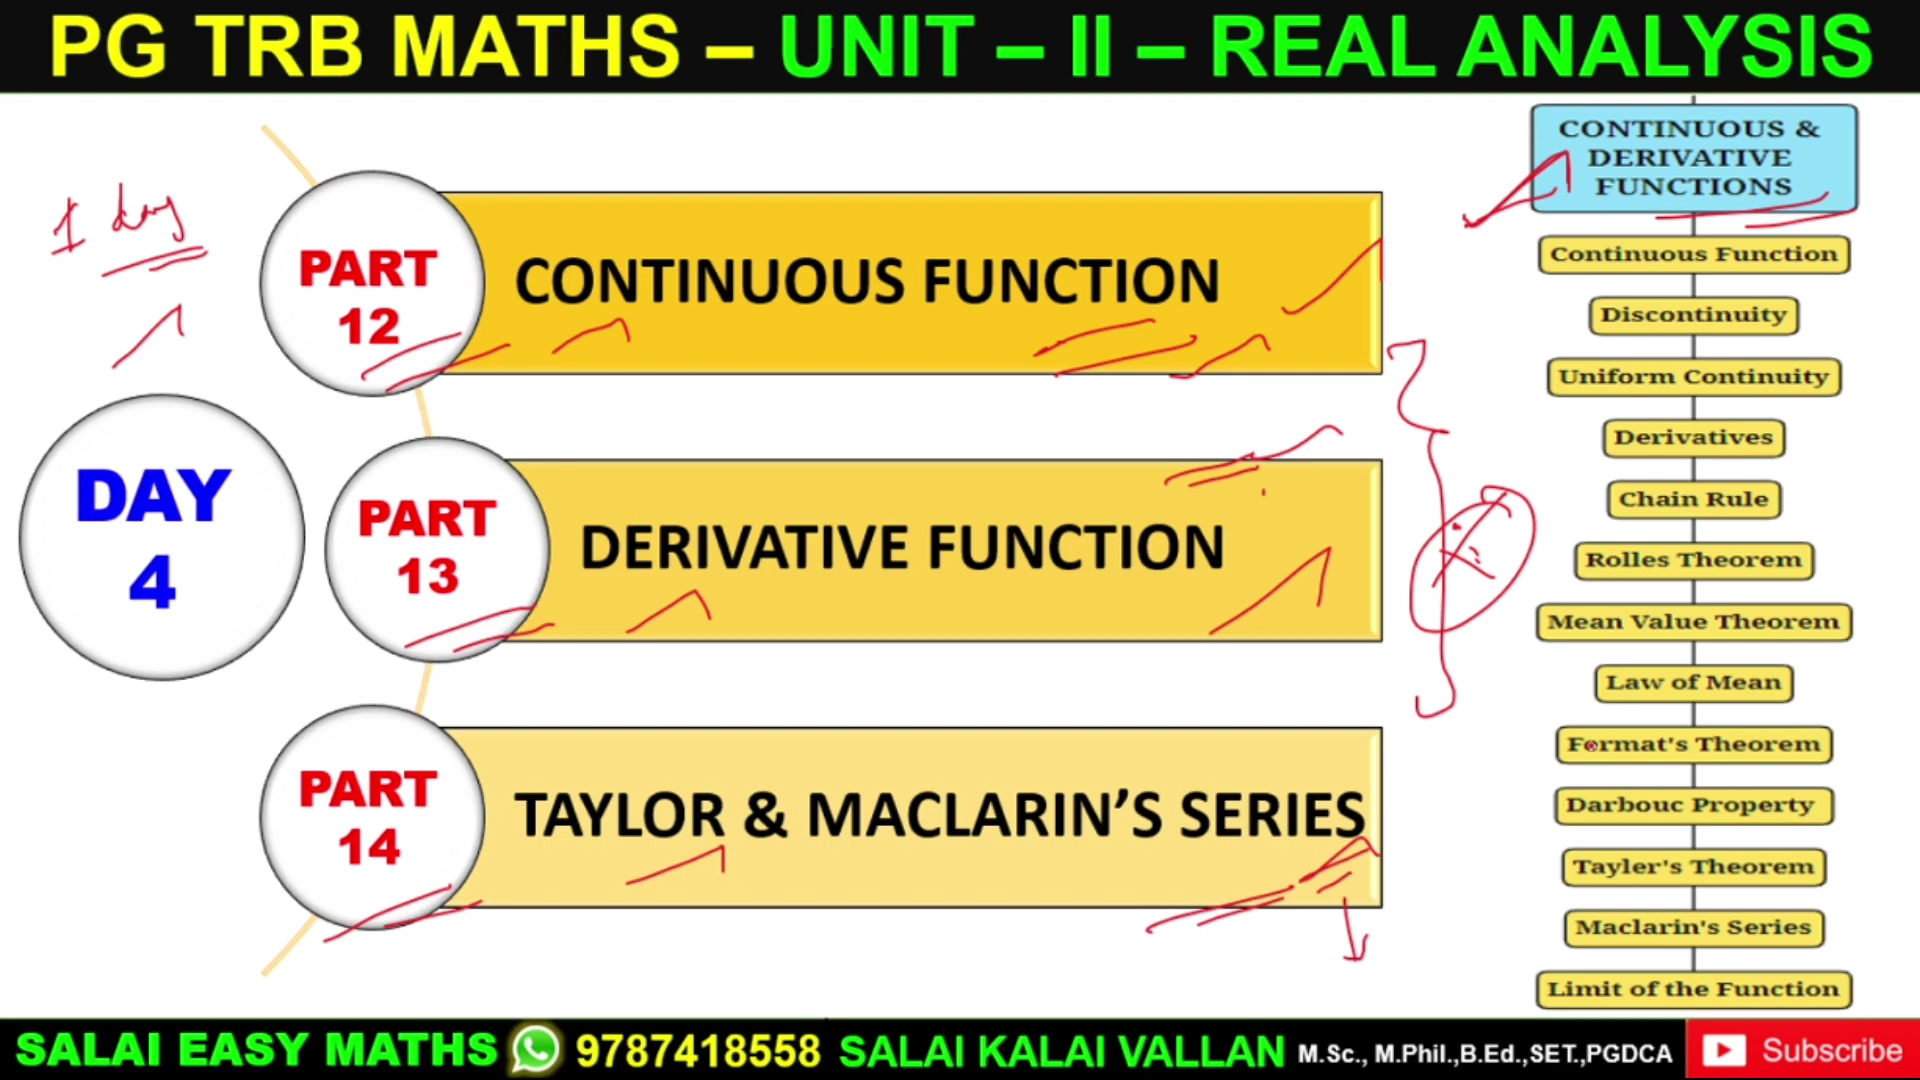 PG TRB MATHS – UNIT – II – REAL ANALYSIS
1 day
DAY
4
PART
12
CONTINUOUS FUNCTION
PART
13
DERIVATIVE FUNCTION
PART
14
TAYLOR & MACLARIN’S SERIES
CONTINUOUS &
DERIVATIVE
FUNCTIONS
Continuous Function
Discontinuity
Uniform Continuity
Derivatives
Chain Rule
Rolles Theorem
Mean Value Theorem
Law of Mean
Format's Theorem
Darbouc Property
Tayler's Theorem
Maclarin's Series
Limit of the Function
SALAI EASY MATHS 9787418558 SALAI KALAI VALLAN M.Sc., M.Phil.,B.Ed.,SET.,PGDCA Subscribe